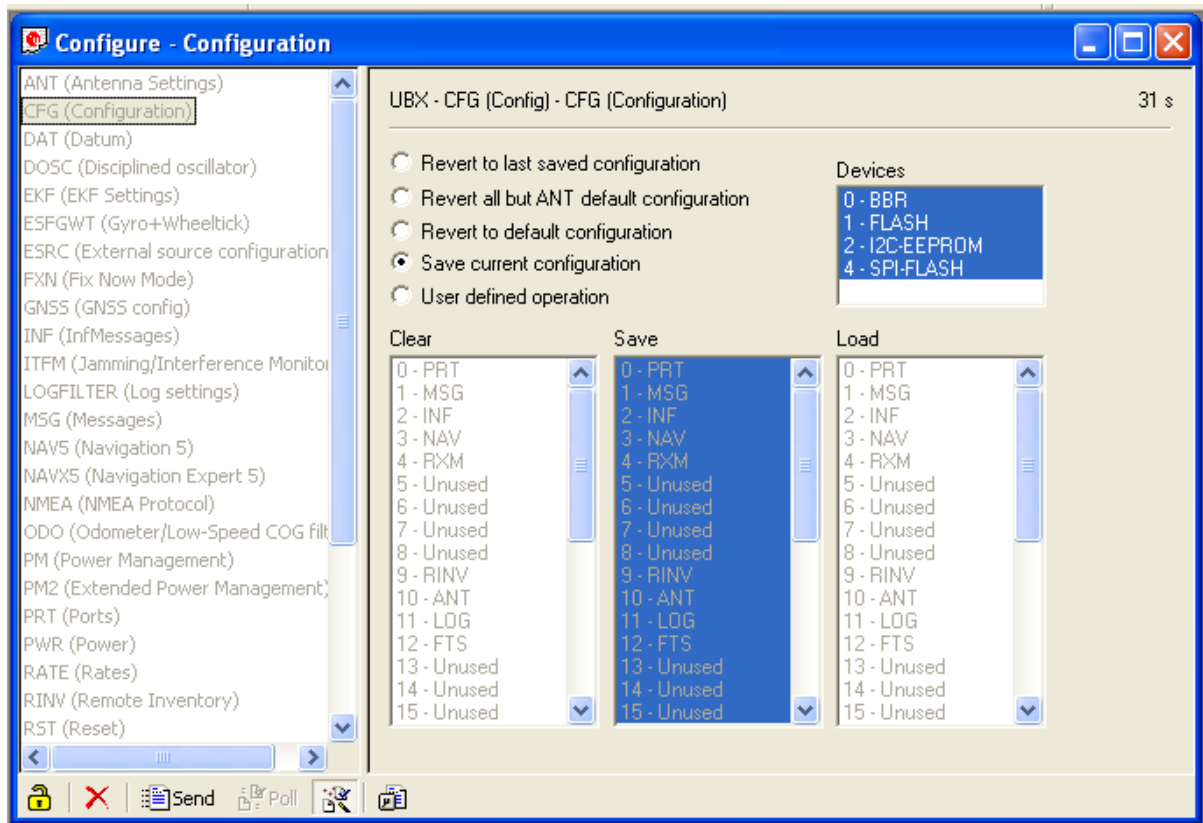 Configure - Configuration
ANT (Antenna Settings)
CFG (Configuration)
DAT (Datum)
DOSC (Disciplined oscillator)
EKF (EKF Settings)
ESFGWT (Gyro+Wheeltick)
ESRC (External source configuration
FXN (Fix Now Mode)
GNSS (GNSS config)
INF (InfMessages)
ITFM (Jamming/Interference Monitor
LOGFILTER (Log settings)
MSG (Messages)
NAV5 (Navigation 5)
NAVX5 (Navigation Expert 5)
NMEA (NMEA Protocol)
ODO (Odometer/Low-Speed COG filt
PM (Power Management)
PM2 (Extended Power Management)
PRT (Ports)
PWR (Power)
RATE (Rates)
RINV (Remote Inventory)
RST (Reset)
UBX - CFG (Config) - CFG (Configuration) 31 s
Revert to last saved configuration
Revert all but ANT default configuration
Revert to default configuration
Save current configuration
User defined operation
Devices
0 - BBR
1 - FLASH
2 - I2C-EEPROM
4 - SPI-FLASH
Clear
0 - PRT
1 - MSG
2 - INF
3 - NAV
4 - RXM
5 - Unused
6 - Unused
7 - Unused
8 - Unused
9 - RINV
10 - ANT
11 - LOG
12 - FTS
13 - Unused
14 - Unused
15 - Unused
Save
0 - PRT
1 - MSG
2 - INF
3 - NAV
4 - RXM
5 - Unused
6 - Unused
7 - Unused
8 - Unused
9 - RINV
10 - ANT
11 - LOG
12 - FTS
13 - Unused
14 - Unused
15 - Unused
Load
0 - PRT
1 - MSG
2 - INF
3 - NAV
4 - RXM
5 - Unused
6 - Unused
7 - Unused
8 - Unused
9 - RINV
10 - ANT
11 - LOG
12 - FTS
13 - Unused
14 - Unused
15 - Unused
Send Poll